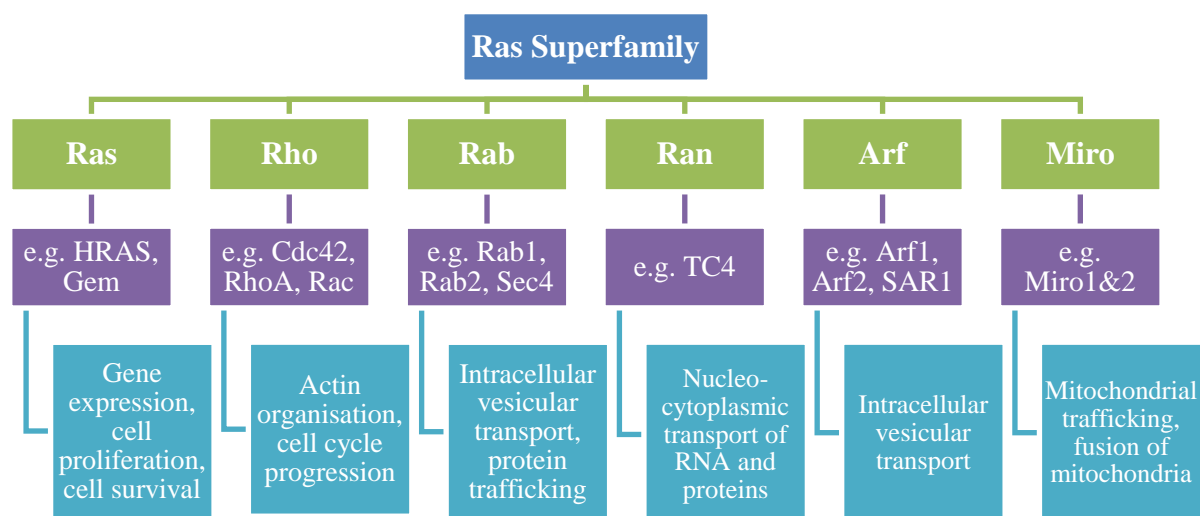 Ras Superfamily
Ras
Rho
Rab
Ran
Arf
Miro
e.g. HRAS,
Gem
e.g. Cdc42,
RhoA, Rac
e.g. Rab1,
Rab2, Sec4
e.g. TC4
e.g. Arf1,
Arf2, SAR1
e.g.
Miro1&2
Gene
expression,
cell
proliferation,
cell survival
Actin
organisation,
cell cycle
progression
Intracellular
vesicular
transport,
protein
trafficking
Nucleo-
cytoplasmic
transport of
RNA and
proteins
Intracellular
vesicular
transport
Mitochondrial
trafficking,
fusion of
mitochondria